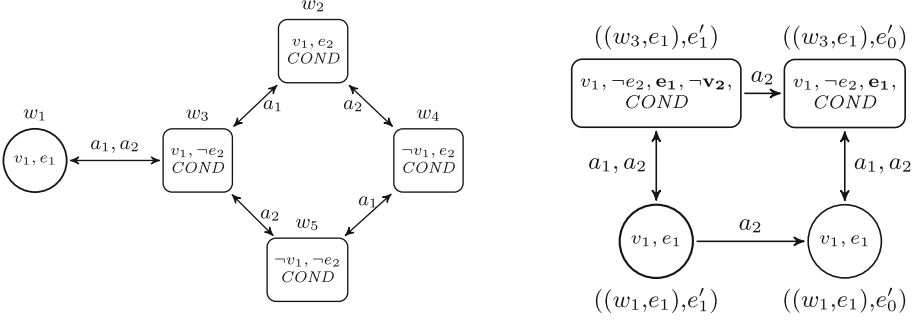 w₂
v₁, e₂
COND
a₁
a₂
w₁
v₁, e₁
a₁, a₂
w₃
v₁, ¬e₂
COND
w₄
¬v₁, e₂
COND
a₂
a₁
w₅
¬v₁, ¬e₂
COND
((w₃,e₁),e′₁)
((w₃,e₁),e′₀)
v₁, ¬e₂, e₁, ¬v₂,
COND
a₂
v₁, ¬e₂, e₁,
COND
a₁, a₂
a₁, a₂
v₁, e₁
a₂
v₁, e₁
((w₁,e₁),e′₁)
((w₁,e₁),e′₀)